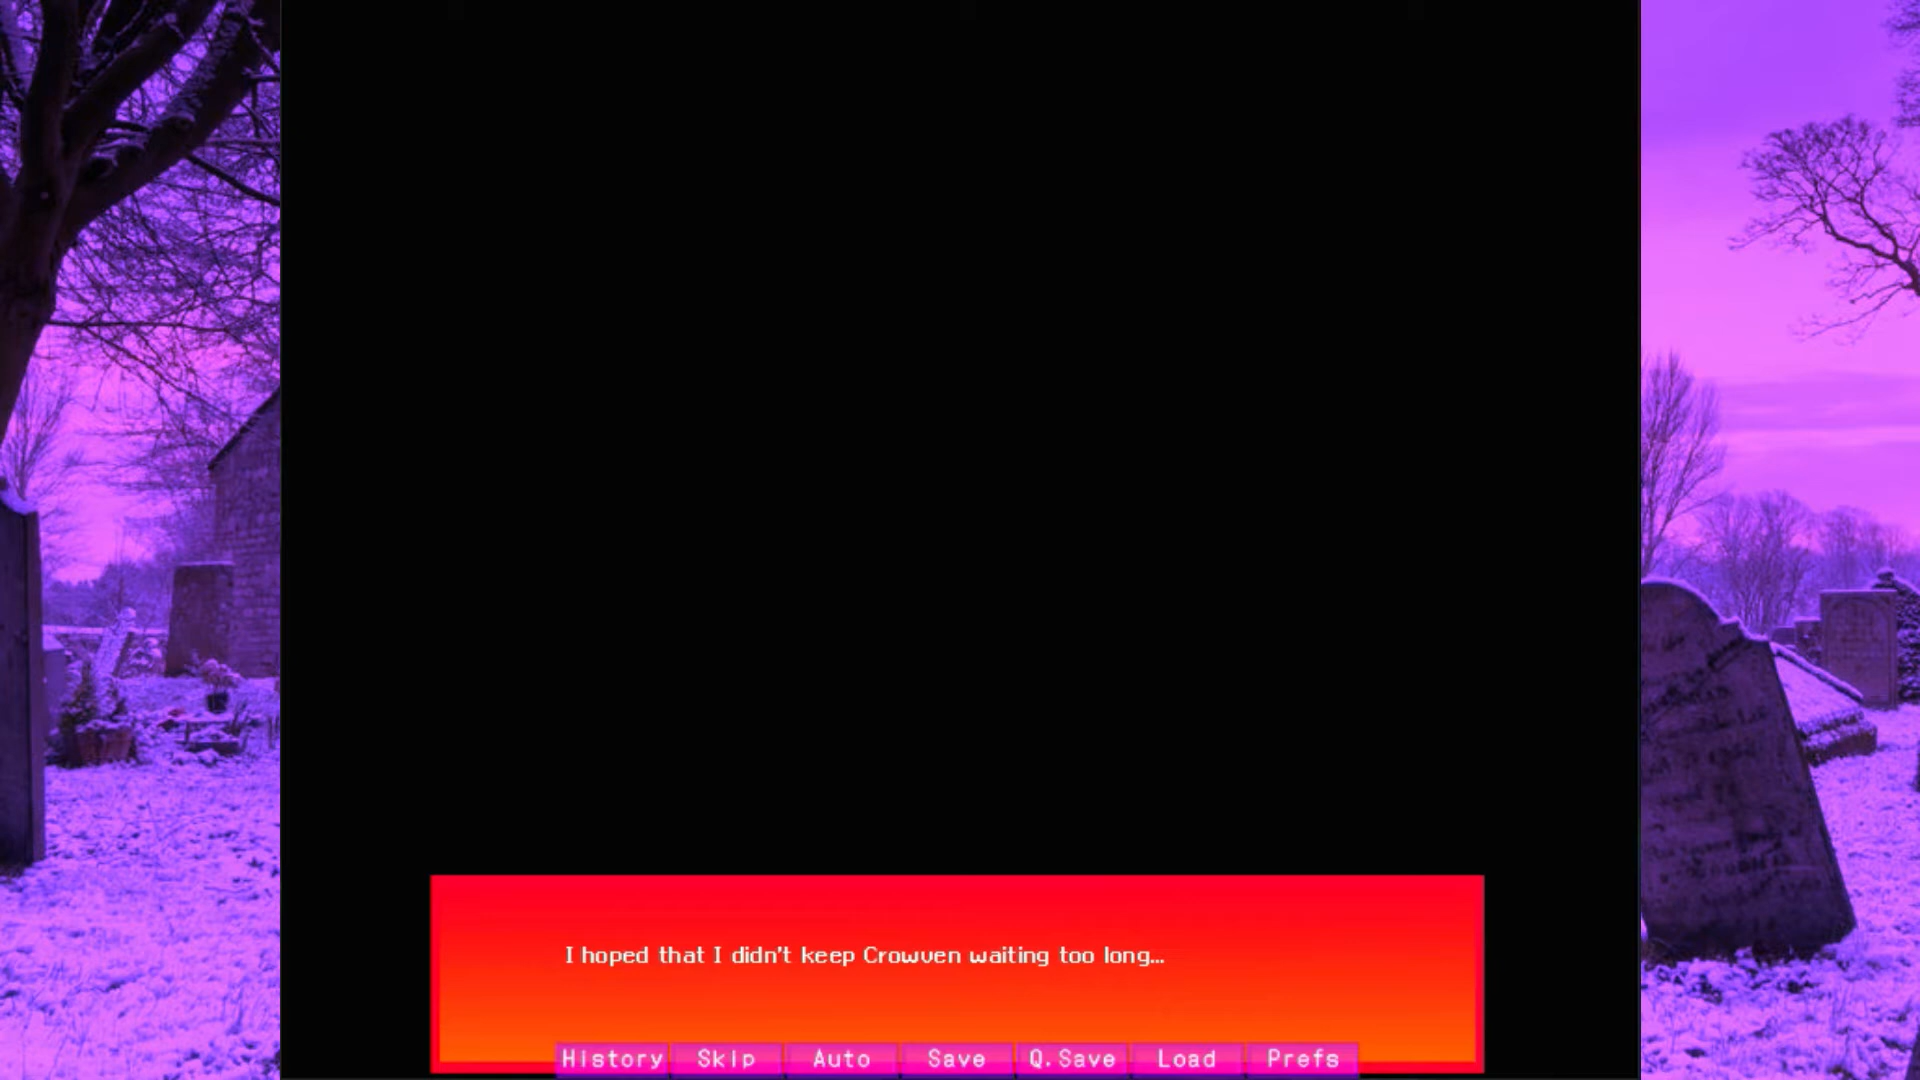 I hoped that I didn't keep Crowven waiting too long...
History Skip Auto Save Q.Save Load Prefs